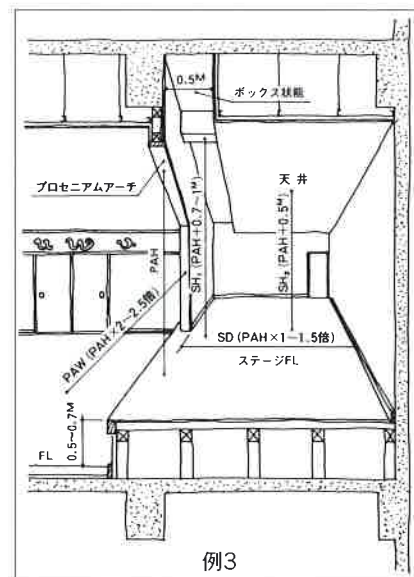 0.5ᴹ
ボックス状態
プロセニアムアーチ
天井
PAH
SH₁ (PAH+0.7~1ᴹ)
SH₂ (PAH+0.5ᴹ)
PAW (PAH×2~2.5倍)
SD (PAH×1~1.5倍)
ステージFL
0.5~0.7M
FL
例3